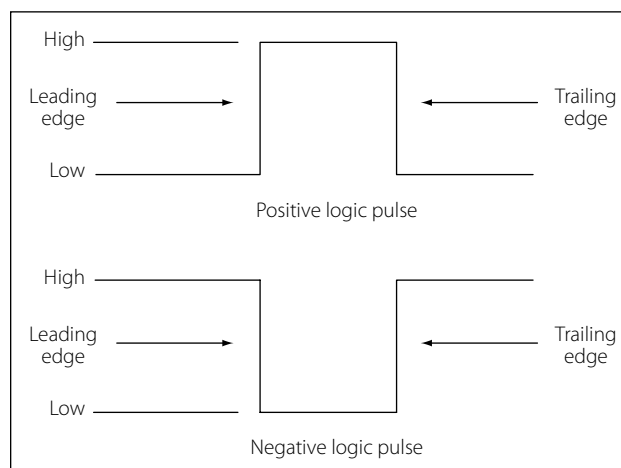 High
Leading
edge
Trailing
edge
Low
Positive logic pulse
High
Leading
edge
Trailing
edge
Low
Negative logic pulse